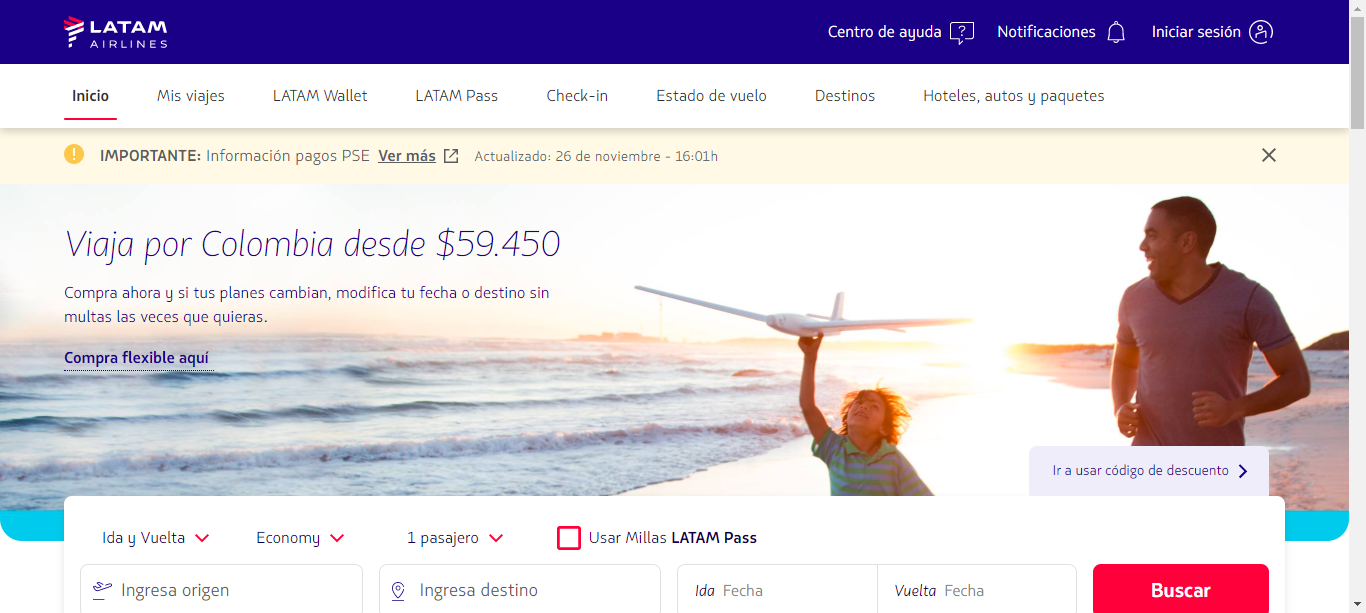 LATAM
AIRLINES
Centro de ayuda
Notificaciones
Iniciar sesión
Inicio
Mis viajes
LATAM Wallet
LATAM Pass
Check-in
Estado de vuelo
Destinos
Hoteles, autos y paquetes
IMPORTANTE: Información pagos PSE Ver más Actualizado: 26 de noviembre - 16:01h
Viaja por Colombia desde $59.450
Compra ahora y si tus planes cambian, modifica tu fecha o destino sin
multas las veces que quieras.
Compra flexible aquí
Ir a usar código de descuento
Ida y Vuelta
Economy
1 pasajero
Usar Millas LATAM Pass
Ingresa origen
Ingresa destino
Ida Fecha
Vuelta Fecha
Buscar